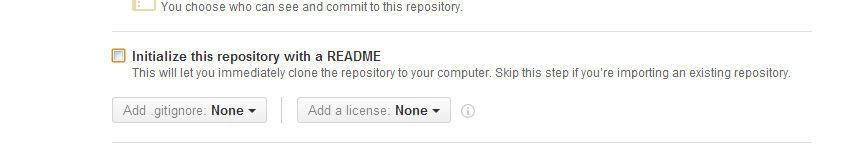 You choose who can see and commit to this repository.
Initialize this repository with a README
This will let you immediately clone the repository to your computer. Skip this step if you're importing an existing repository.
Add .gitignore: None
Add a license: None